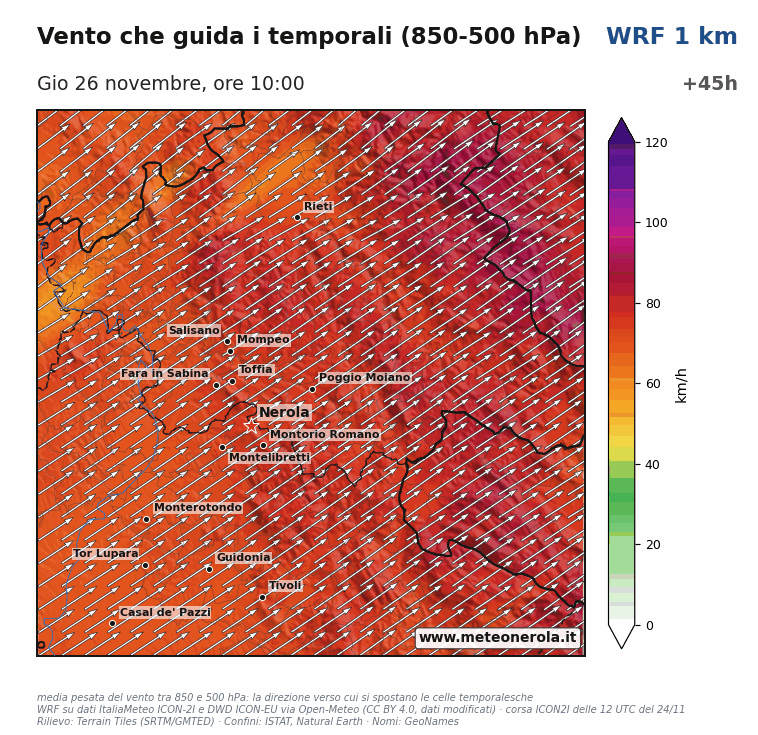 Vento che guida i temporali (850-500 hPa) WRF 1 km
Gio 26 novembre, ore 10:00 +45h
Rieti
Salisano
Mompeo
Fara in Sabina
Toffia
Poggio Moiano
Nerola
Montorio Romano
Montelibretti
Monterotondo
Tor Lupara
Guidonia
Tivoli
Casal de' Pazzi
www.meteonerola.it
120
100
80
60
40
20
0
km/h
media pesata del vento tra 850 e 500 hPa: la direzione verso cui si spostano le celle temporalesche
WRF su dati ItaliaMeteo ICON-2I e DWD ICON-EU via Open-Meteo (CC BY 4.0, dati modificati) · corsa ICON2I delle 12 UTC del 24/11
Rilievo: Terrain Tiles (SRTM/GMTED) · Confini: ISTAT, Natural Earth · Nomi: GeoNames